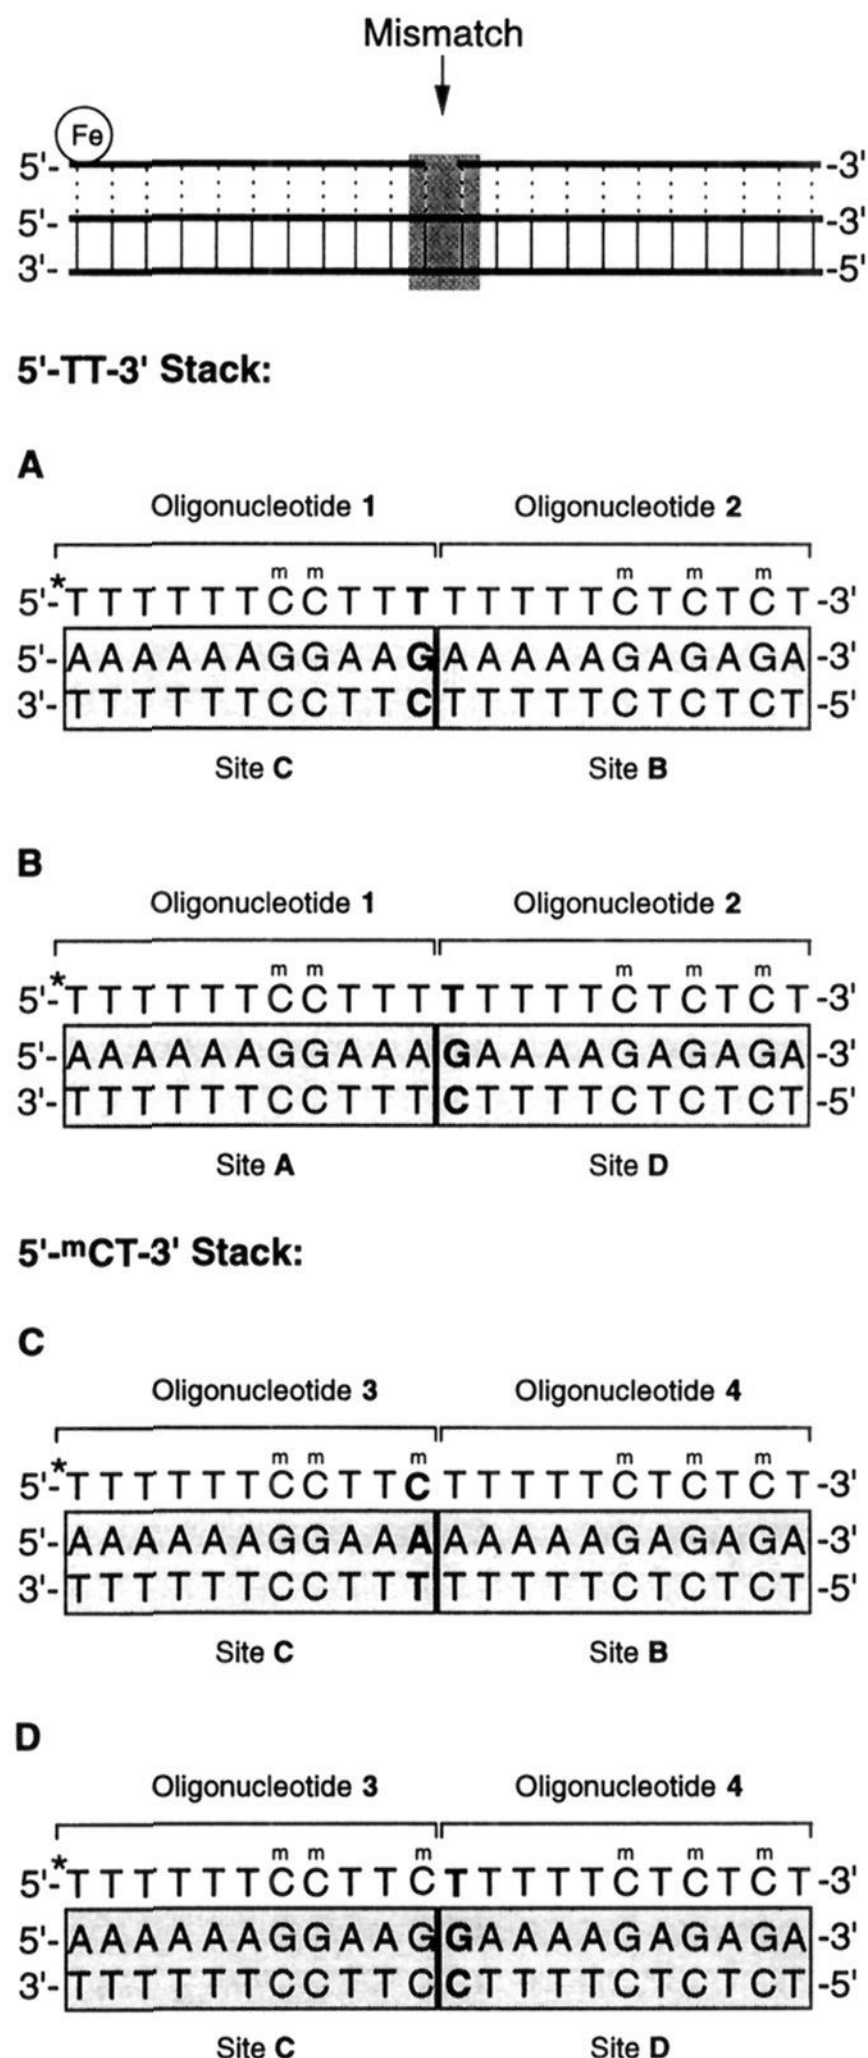 Mismatch
Fe
5'- -3'
5'- -3'
3'- -5'
5'-TT-3' Stack:
A
Oligonucleotide 1 Oligonucleotide 2
m m m m m
5'-*T T T T T T C C T T T T T T T T C T C T C T-3'
5'-A A A A A A G G A A G A A A A A G A G A G A-3'
3'-T T T T T T C C T T C T T T T T C T C T C T-5'
Site C Site B
B
Oligonucleotide 1 Oligonucleotide 2
m m m m m
5'-*T T T T T T C C T T T T T T T T C T C T C T-3'
5'-A A A A A A G G A A A G A A A A G A G A G A-3'
3'-T T T T T T C C T T T C T T T T C T C T C T-5'
Site A Site D
5'-mCT-3' Stack:
C
Oligonucleotide 3 Oligonucleotide 4
m m m m m m
5'-*T T T T T T C C T T C T T T T T C T C T C T-3'
5'-A A A A A A G G A A A A A A A A G A G A G A-3'
3'-T T T T T T C C T T T T T T T T C T C T C T-5'
Site C Site B
D
Oligonucleotide 3 Oligonucleotide 4
m m m m m m
5'-*T T T T T T C C T T C T T T T T C T C T C T-3'
5'-A A A A A A G G A A G G A A A A G A G A G A-3'
3'-T T T T T T C C T T C C T T T T C T C T C T-5'
Site C Site D